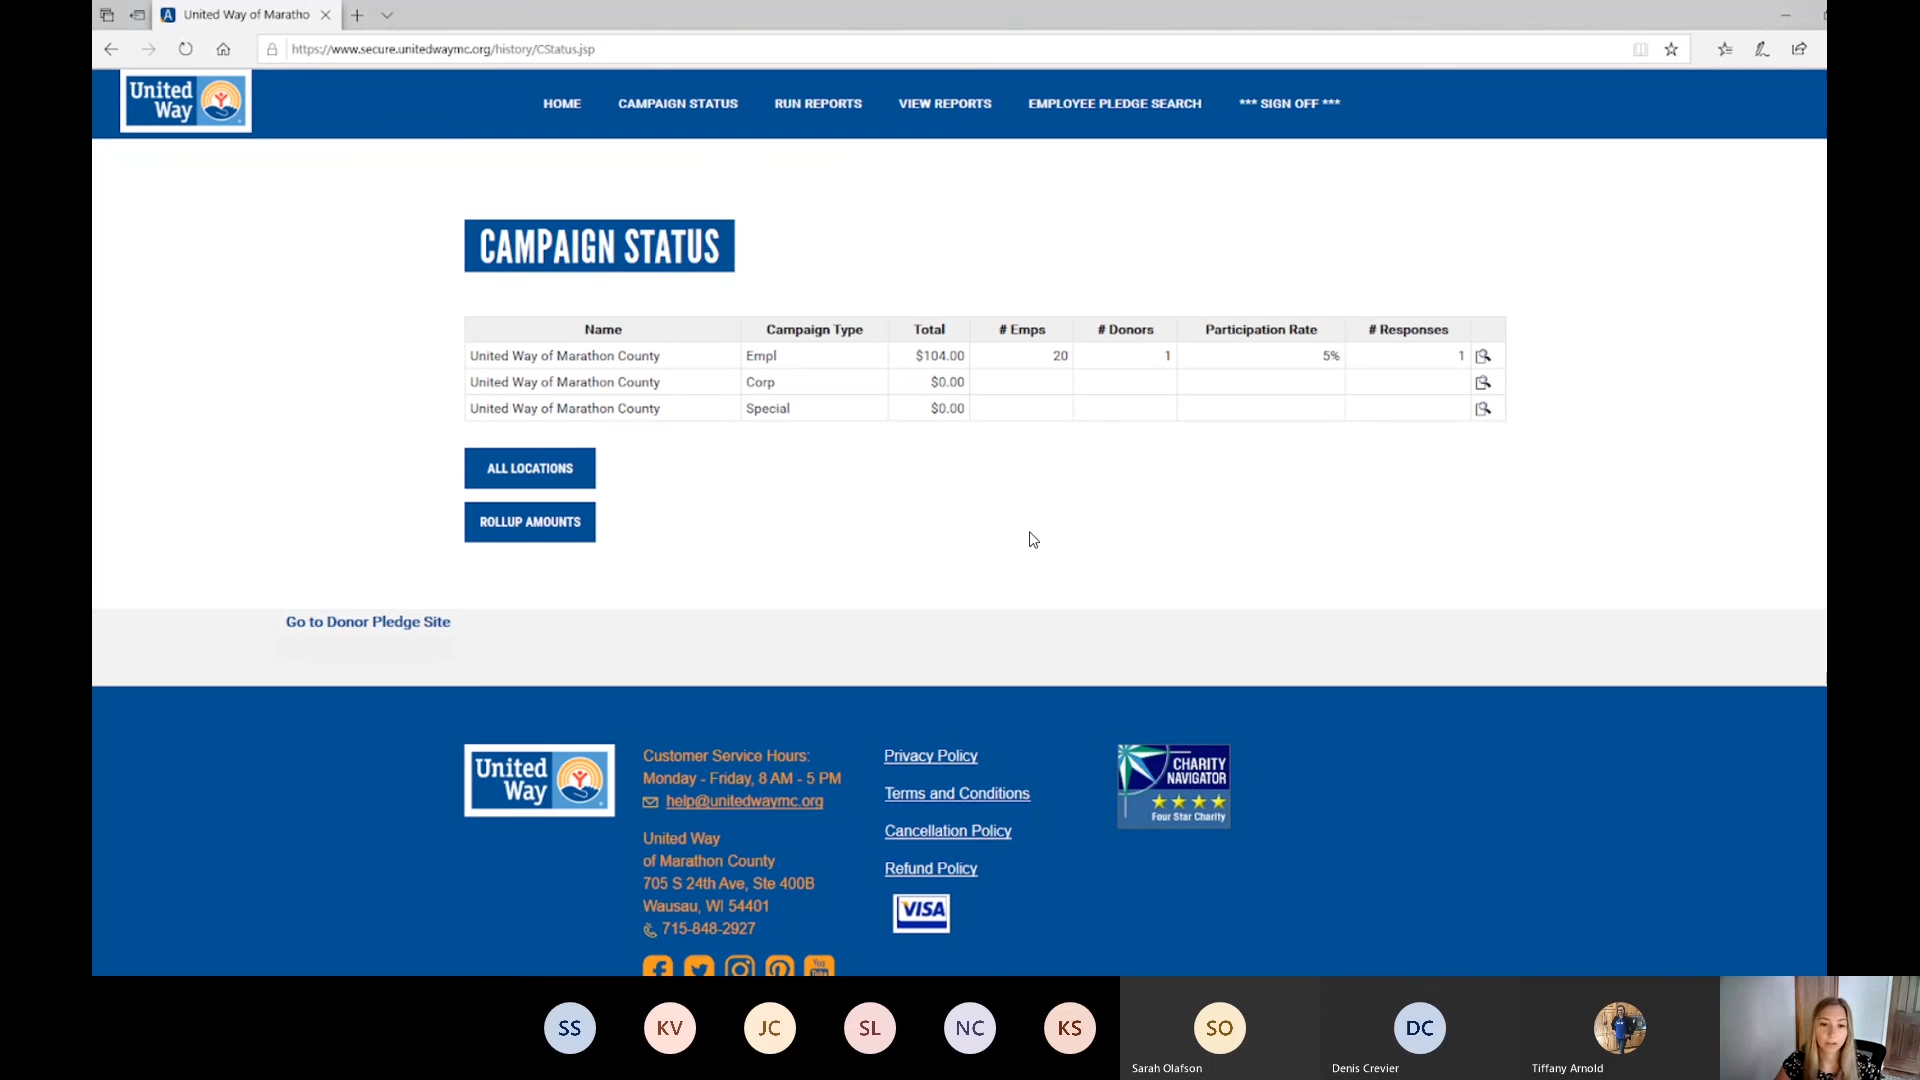 United Way of Maratho
https://www.secure.unitedwaymc.org/history/CStatus.jsp
United
Way
HOME CAMPAIGN STATUS RUN REPORTS VIEW REPORTS EMPLOYEE PLEDGE SEARCH *** SIGN OFF ***
CAMPAIGN STATUS
Name Campaign Type Total # Emps # Donors Participation Rate # Responses
United Way of Marathon County Empl $104.00 20 1 5% 1
United Way of Marathon County Corp $0.00
United Way of Marathon County Special $0.00
ALL LOCATIONS
ROLLUP AMOUNTS
Go to Donor Pledge Site
United
Way
Customer Service Hours:
Monday - Friday, 8 AM - 5 PM
help@unitedwaymc.org
United Way
of Marathon County
705 S 24th Ave, Ste 400B
Wausau, WI 54401
715-848-2927
Privacy Policy
Terms and Conditions
Cancellation Policy
Refund Policy
VISA
CHARITY
NAVIGATOR
Four Star Charity
You
Tube
SS KV JC SL NC KS SO DC
Sarah Olafson Denis Crevier Tiffany Arnold